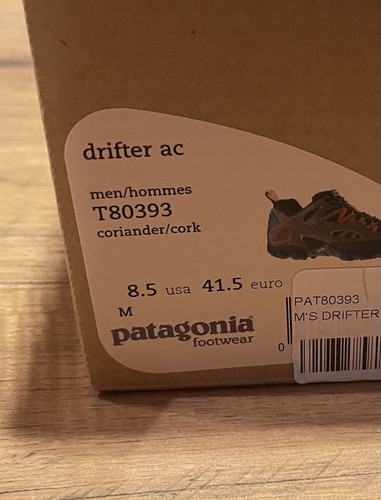 drifter ac
men/hommes
T80393
coriander/cork
8.5 usa 41.5 euro
M
patagonia
footwear
PAT80393
M'S DRIFTER
0